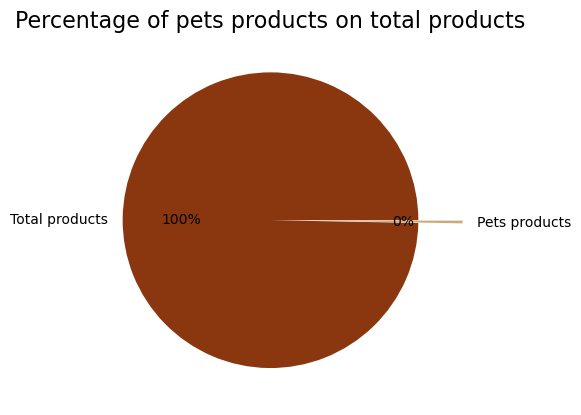 Percentage of pets products on total products
Total products
100%
0%
Pets products